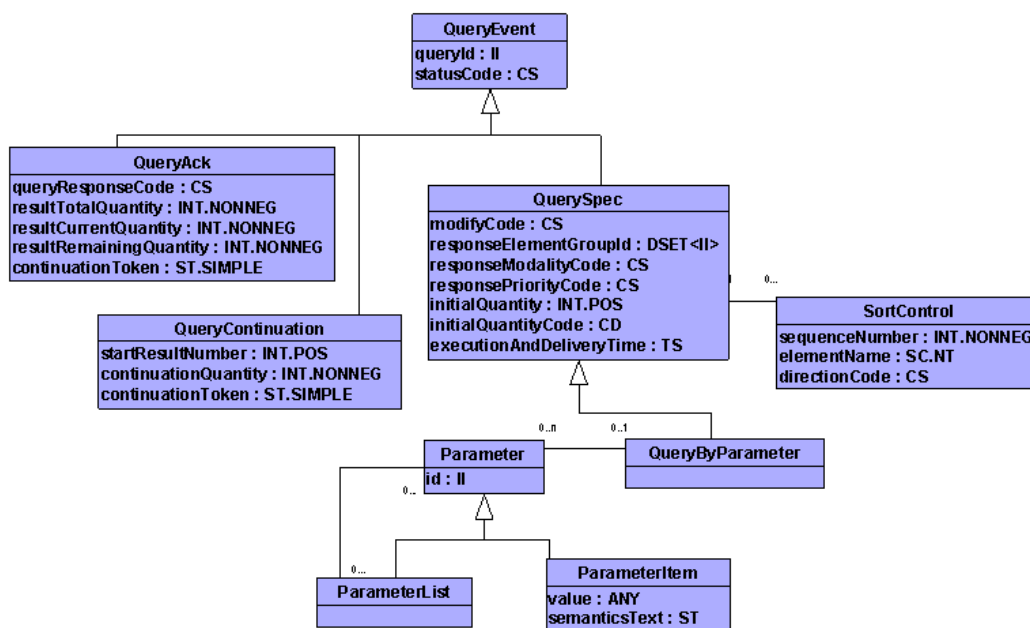 QueryEvent
queryId : II
statusCode : CS
QueryAck
queryResponseCode : CS
resultTotalQuantity : INT.NONNEG
resultCurrentQuantity : INT.NONNEG
resultRemainingQuantity : INT.NONNEG
continuationToken : ST.SIMPLE
QuerySpec
modifyCode : CS
responseElementGroupId : DSET<II>
responseModalityCode : CS
responsePriorityCode : CS
initialQuantity : INT.POS
initialQuantityCode : CD
executionAndDeliveryTime : TS
0...
SortControl
sequenceNumber : INT.NONNEG
elementName : SC.NT
directionCode : CS
QueryContinuation
startResultNumber : INT.POS
continuationQuantity : INT.NONNEG
continuationToken : ST.SIMPLE
0..n
0..1
Parameter
id : II
QueryByParameter
0...
0...
ParameterList
ParameterItem
value : ANY
semanticsText : ST